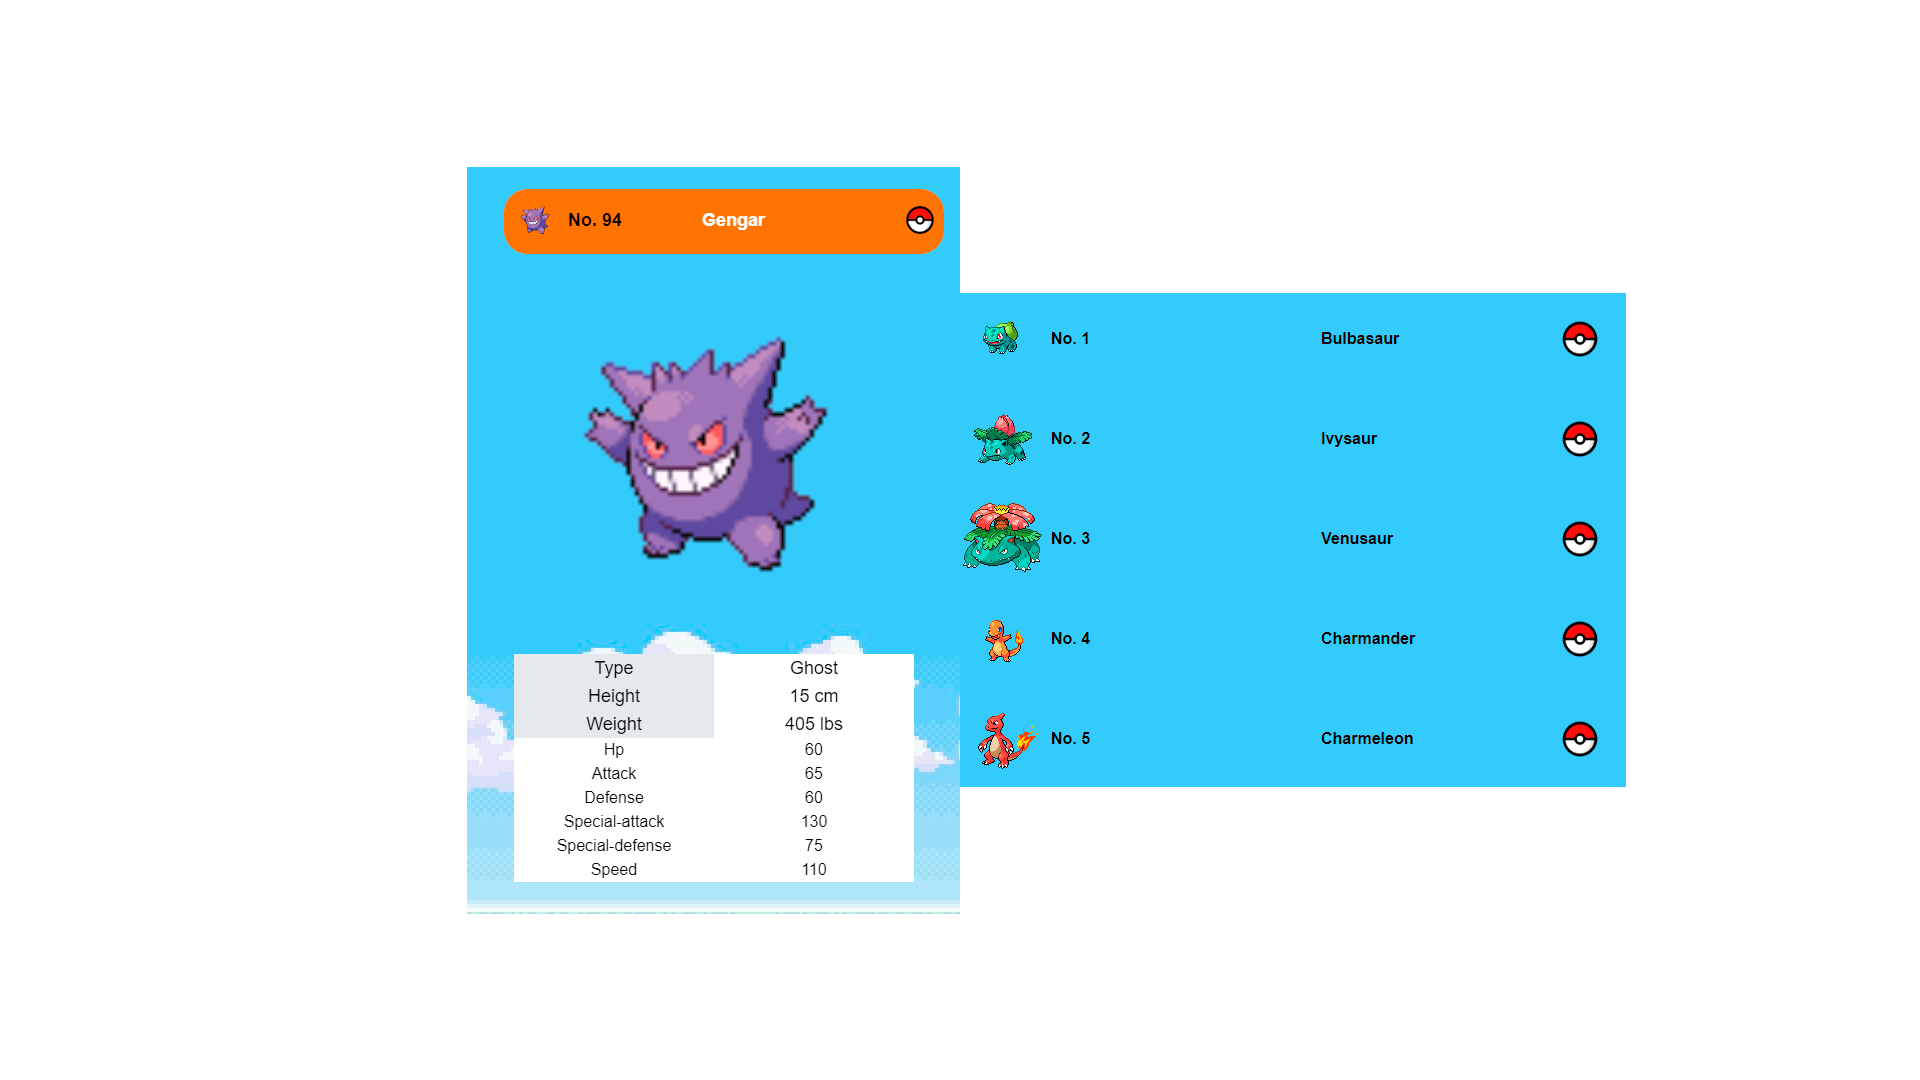 No. 94 Gengar
Type Ghost
Height 15 cm
Weight 405 lbs
Hp 60
Attack 65
Defense 60
Special-attack 130
Special-defense 75
Speed 110
No. 1 Bulbasaur
No. 2 Ivysaur
No. 3 Venusaur
No. 4 Charmander
No. 5 Charmeleon